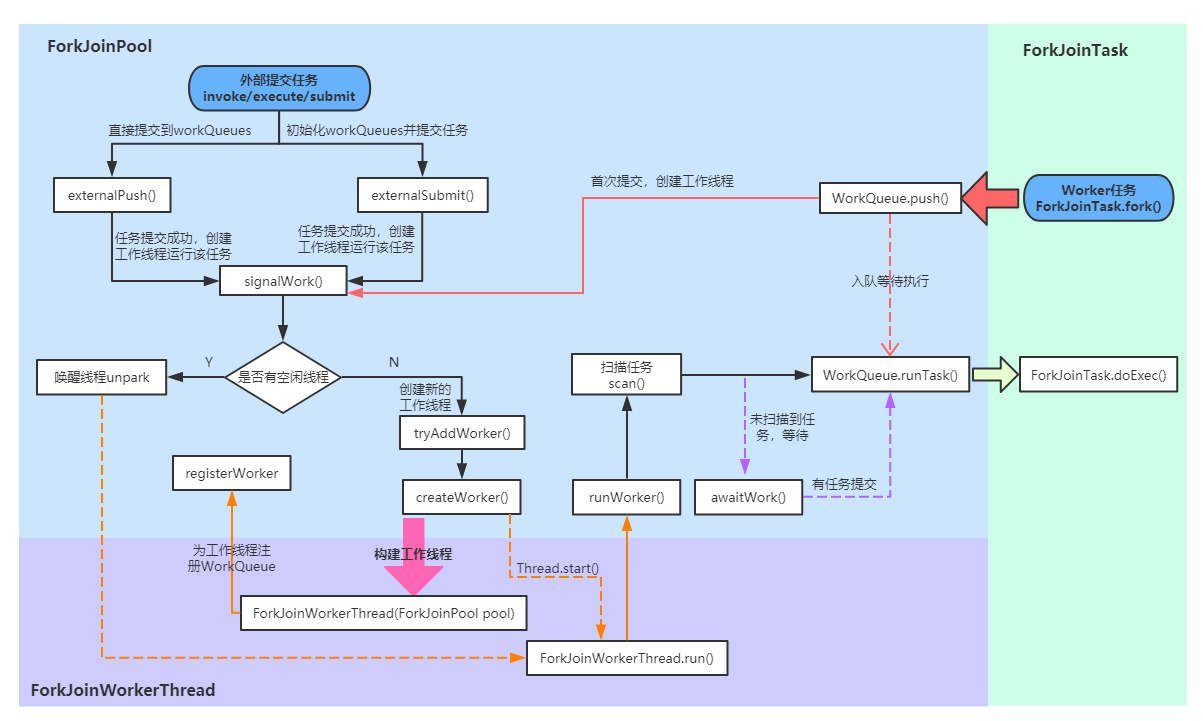 ForkJoinPool
ForkJoinTask
外部提交任务
invoke/execute/submit
直接提交到workQueues
初始化workQueues并提交任务
externalPush()
externalSubmit()
首次提交，创建工作线程
WorkQueue.push()
Worker任务
ForkJoinTask.fork()
任务提交成功，创建
工作线程运行该任务
任务提交成功，创建
工作线程运行该任务
signalWork()
入队等待执行
唤醒线程unpark
Y
是否有空闲线程
N
创建新的
工作线程
扫描任务
scan()
WorkQueue.runTask()
ForkJoinTask.doExec()
tryAddWorker()
未扫描到任
务，等待
registerWorker
createWorker()
runWorker()
awaitWork()
有任务提交
为工作线程注
册WorkQueue
构建工作线程
Thread.start()
ForkJoinWorkerThread(ForkJoinPool pool)
ForkJoinWorkerThread.run()
ForkJoinWorkerThread